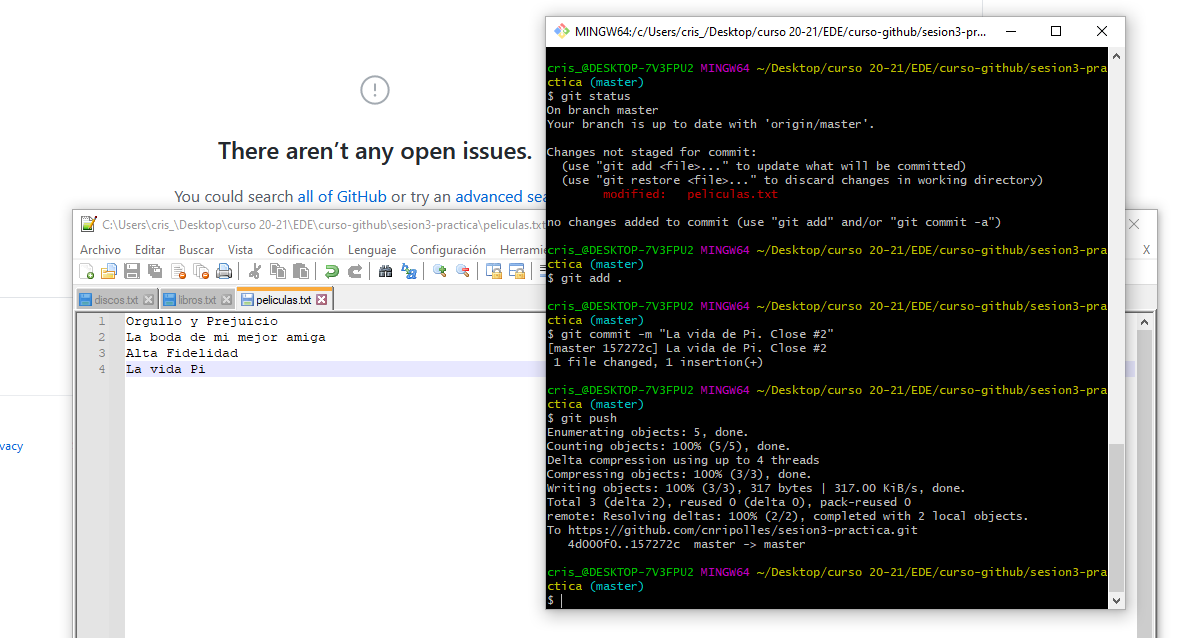 There aren’t any open issues.
You could search all of GitHub or try an advanced
vacy
C:\Users\cris_\Desktop\curso 20-21\EDE\curso-github\sesion3-practica\peliculas.txt
Archivo Editar Buscar Vista Codificación Lenguaje Configuración
X
discos.txt libros.txt peliculas.txt
1 Orgullo y Prejuicio
2 La boda de mi mejor amiga
3 Alta Fidelidad
4 La vida Pi
MINGW64:/c/Users/cris_/Desktop/curso 20-21/EDE/curso-github/sesion3-pr...
cris_@DESKTOP-7V3FPU2 MINGW64 ~/Desktop/curso 20-21/EDE/curso-github/sesion3-pra
ctica (master)
$ git status
On branch master
Your branch is up to date with 'origin/master'.
Changes not staged for commit:
(use "git add <file>..." to update what will be committed)
(use "git restore <file>..." to discard changes in working directory)
modified: peliculas.txt
no changes added to commit (use "git add" and/or "git commit -a")
cris_@DESKTOP-7V3FPU2 MINGW64 ~/Desktop/curso 20-21/EDE/curso-github/sesion3-pra
ctica (master)
$ git add .
cris_@DESKTOP-7V3FPU2 MINGW64 ~/Desktop/curso 20-21/EDE/curso-github/sesion3-pra
ctica (master)
$ git commit -m "La vida de Pi. Close #2"
[master 157272c] La vida de Pi. Close #2
1 file changed, 1 insertion(+)
cris_@DESKTOP-7V3FPU2 MINGW64 ~/Desktop/curso 20-21/EDE/curso-github/sesion3-pra
ctica (master)
$ git push
Enumerating objects: 5, done.
Counting objects: 100% (5/5), done.
Delta compression using up to 4 threads
Compressing objects: 100% (3/3), done.
Writing objects: 100% (3/3), 317 bytes | 317.00 KiB/s, done.
Total 3 (delta 2), reused 0 (delta 0), pack-reused 0
remote: Resolving deltas: 100% (2/2), completed with 2 local objects.
To https://github.com/cnripolles/sesion3-practica.git
4d000f0..157272c master -> master
cris_@DESKTOP-7V3FPU2 MINGW64 ~/Desktop/curso 20-21/EDE/curso-github/sesion3-pra
ctica (master)
$